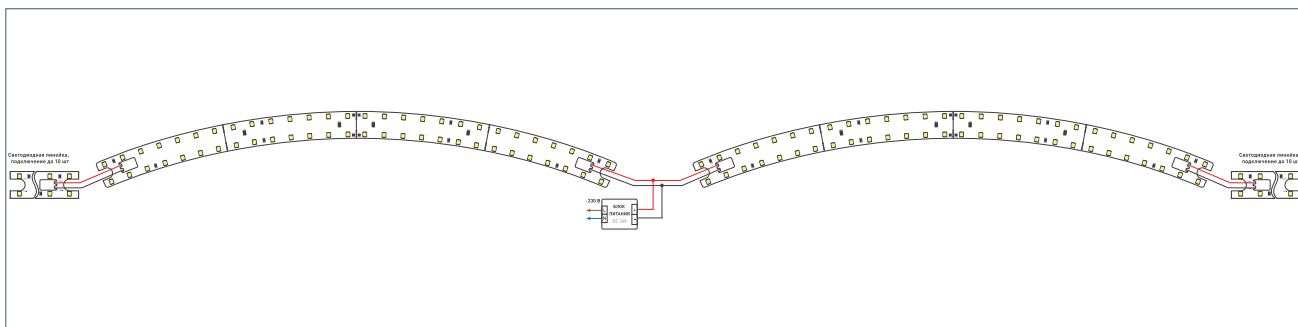 Светодиодная линейка,
подключение до 10 шт
Светодиодная линейка
подключение до 10 шт
~230 В
L
N
БЛОК
ПИТАНИЯ
DC 24V
+
-